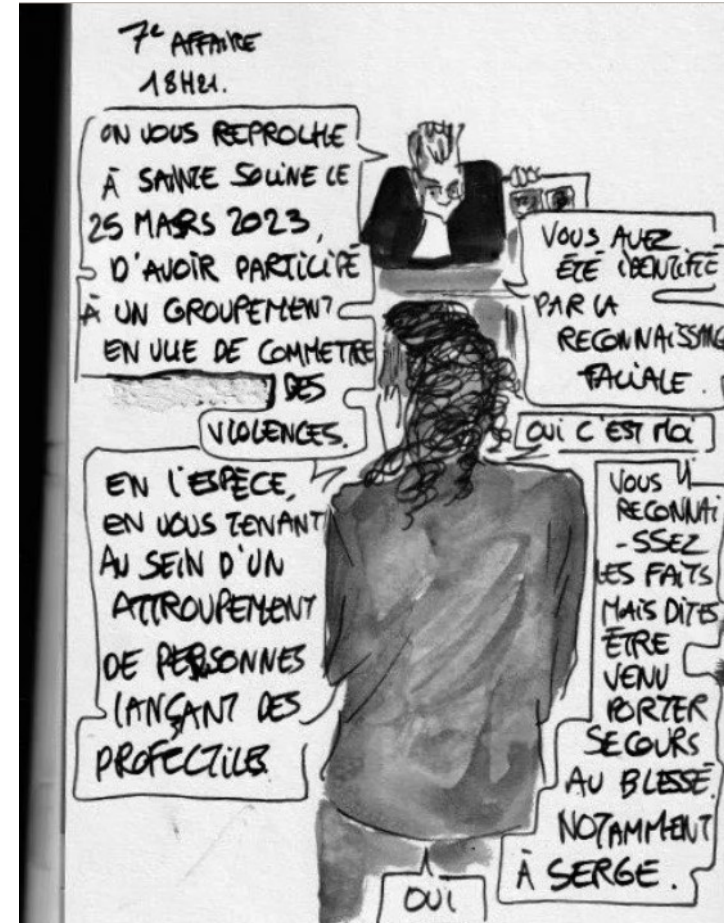 7e AFFAIRE
18H21.
ON VOUS REPROCHE
À SAINTE SOLINE LE
25 MARS 2023,
D'AVOIR PARTICIPÉ
À UN GROUPEMENT
EN VUE DE COMMETRE
DES
VIOLENCES.
VOUS AVEZ
ÉTÉ IDENTIFIÉ
PAR LA
RECONNAISSANCE
FACIALE.
OUI C'EST MOI
EN L'ESPÈCE,
EN VOUS TENANT
AU SEIN D'UN
ATTROUPEMENT
DE PERSONNES
LANÇANT DES
PROJECTILES
VOUS
RECONNAI
-SSEZ
LES FAITS
MAIS DITES
ÊTRE
VENU
PORTER
SECOURS
AU BLESSÉ.
NOTAMMENT
À SERGE.
OUI